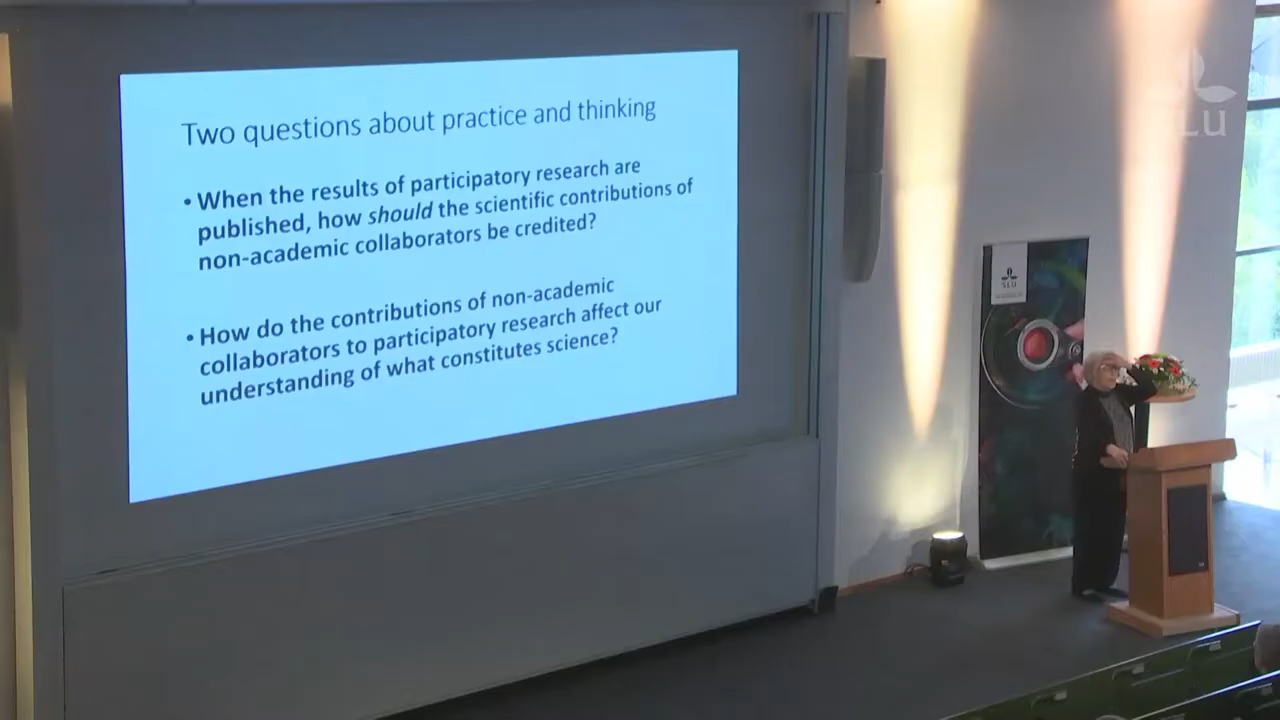 Two questions about practice and thinking
• When the results of participatory research are
published, how should the scientific contributions of
non-academic collaborators be credited?
• How do the contributions of non-academic
collaborators to participatory research affect our
understanding of what constitutes science?
SLU
SLU